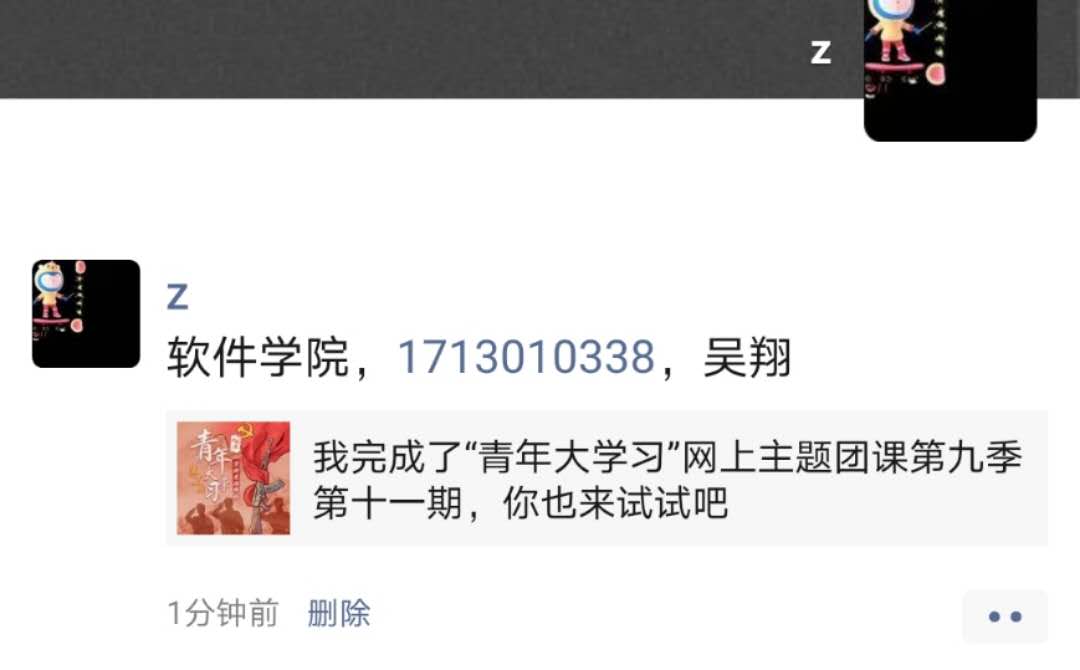 z
z
软件学院，1713010338，吴翔
青年
大学习
我完成了“青年大学习”网上主题团课第九季
第十一期，你也来试试吧
1分钟前 删除